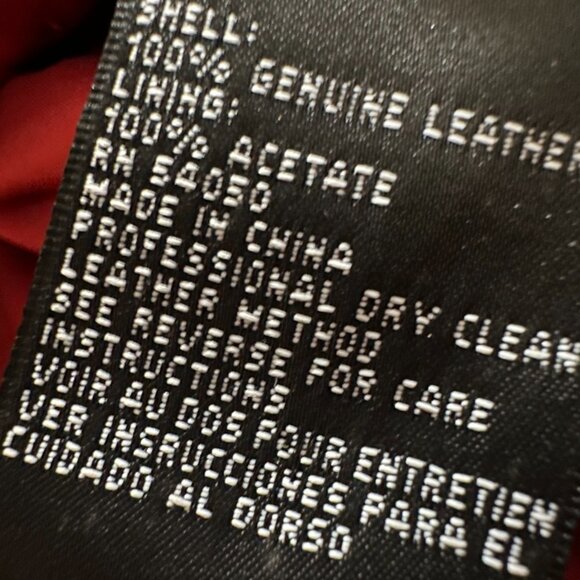 SHELL:
100% GENUINE LEATHER
LINING:
100% ACETATE
RN 54050
MADE IN CHINA
PROFESSIONAL DRY CLEAN
LEATHER METHOD
SEE REVERSE FOR CARE
INSTRUCTIONS
VOIR AU DOS POUR ENTRETIEN
VER INSRUCCIONES PARA EL
CUIDADO AL DORSO